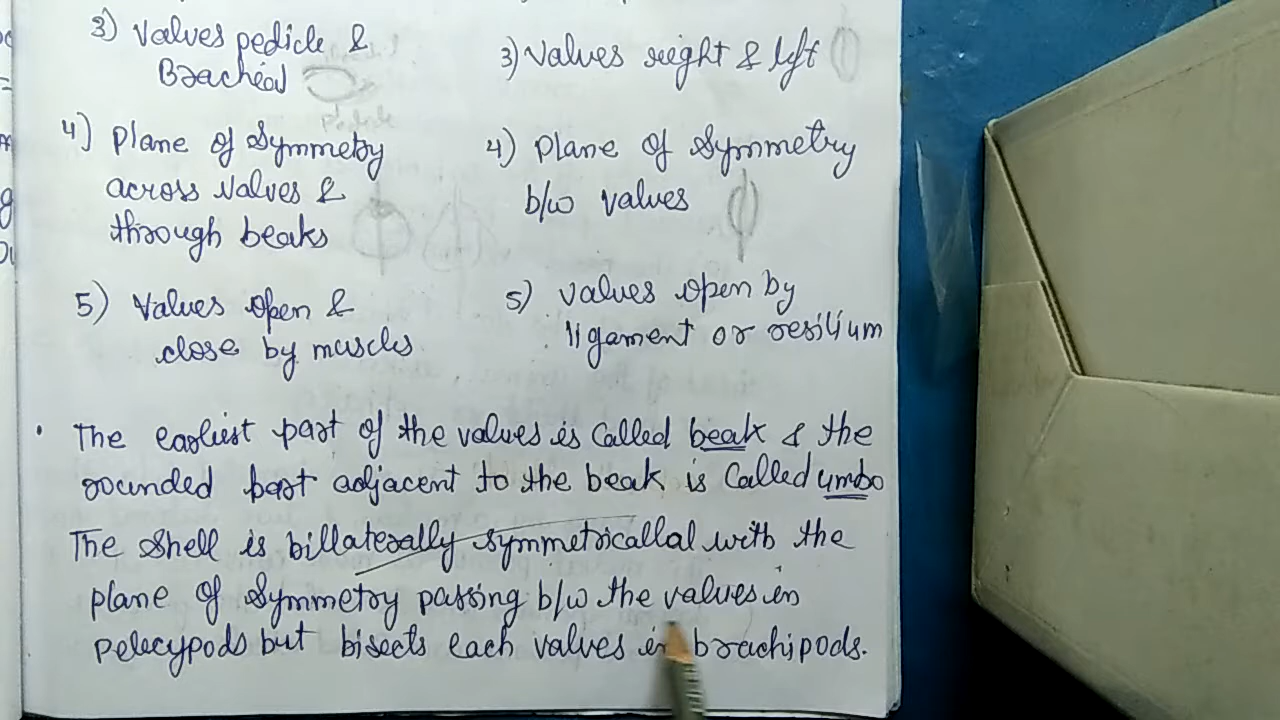 3) Valves pedicle &
Brachial
4) Plane of Symmetry
across valves &
through beaks
5) Valves open &
close by muscles
3) Valves right & left
4) Plane of Symmetry
b/w valves
5) valves open by
ligament or resilium
• The earliest part of the valves is called beak & the
rounded part adjacent to the beak is called umbo
The shell is billaterally symmetricallal with the
plane of Symmetry passing b/w the valves in
pelecypods but bisects each valves in brachipods.